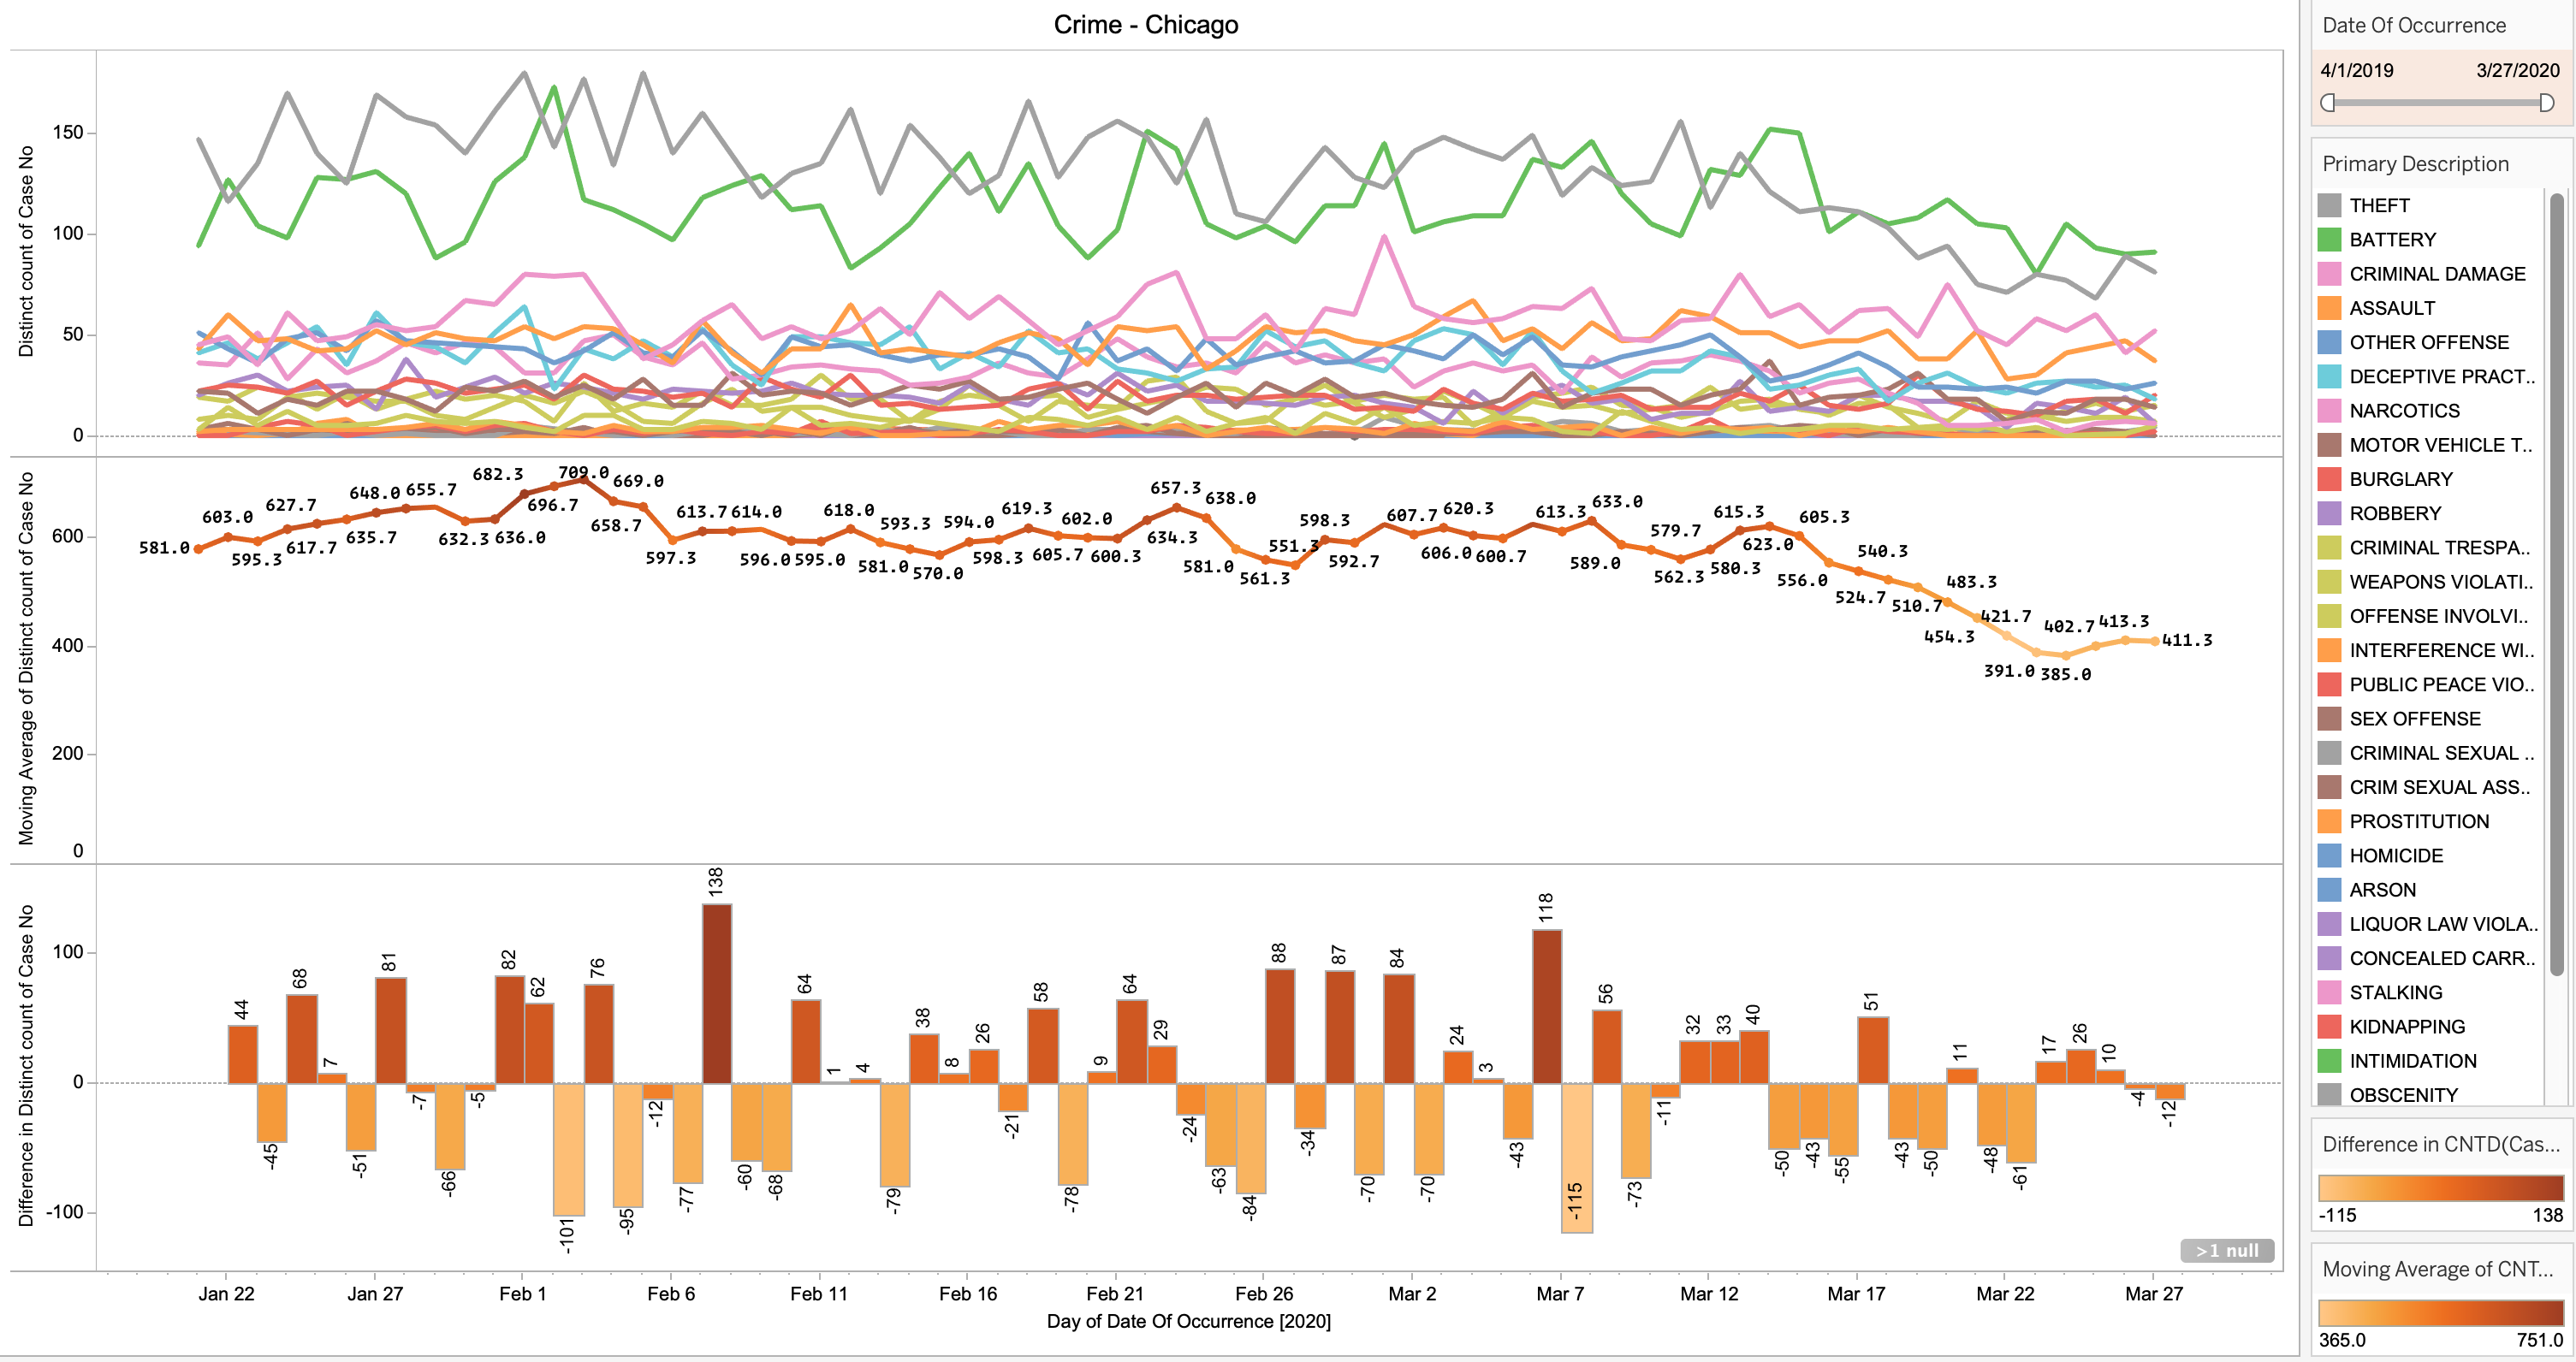 Crime - Chicago
Distinct count of Case No
150
100
50
0
Moving Average of Distinct count of Case No
600
400
200
0
581.0
603.0
595.3
627.7
617.7
648.0
635.7
655.7
632.3
682.3
636.0
696.7
709.0
658.7
669.0
597.3
613.7
614.0
596.0
595.0
618.0
581.0
593.3
570.0
594.0
598.3
619.3
605.7
602.0
600.3
634.3
657.3
581.0
638.0
561.3
551.3
598.3
592.7
607.7
606.0
620.3
600.7
613.3
589.0
633.0
562.3
579.7
580.3
615.3
623.0
556.0
605.3
524.7
540.3
510.7
454.3
483.3
421.7
391.0
385.0
402.7
413.3
411.3
Difference in Distinct count of Case No
100
0
-100
44
-45
68
7
-51
81
-7
-66
-5
82
62
-101
76
-95
-12
-77
138
-60
-68
64
1
4
-79
38
8
26
-21
58
-78
9
64
29
-24
-63
-84
88
-34
87
-70
84
-70
24
3
-43
118
-115
56
-73
-11
32
33
40
-50
-43
-55
51
-43
-50
11
-48
-61
17
26
10
-4
-12
>1 null
Jan 22
Jan 27
Feb 1
Feb 6
Feb 11
Feb 16
Feb 21
Feb 26
Mar 2
Mar 7
Mar 12
Mar 17
Mar 22
Mar 27
Day of Date Of Occurrence [2020]
Date Of Occurrence
4/1/2019 3/27/2020
Primary Description
THEFT
BATTERY
CRIMINAL DAMAGE
ASSAULT
OTHER OFFENSE
DECEPTIVE PRACT..
NARCOTICS
MOTOR VEHICLE T..
BURGLARY
ROBBERY
CRIMINAL TRESPA..
WEAPONS VIOLATI..
OFFENSE INVOLVI..
INTERFERENCE WI..
PUBLIC PEACE VIO..
SEX OFFENSE
CRIMINAL SEXUAL ..
CRIM SEXUAL ASS..
PROSTITUTION
HOMICIDE
ARSON
LIQUOR LAW VIOLA..
CONCEALED CARR..
STALKING
KIDNAPPING
INTIMIDATION
OBSCENITY
Difference in CNTD(Cas...
-115 138
Moving Average of CNT...
365.0 751.0